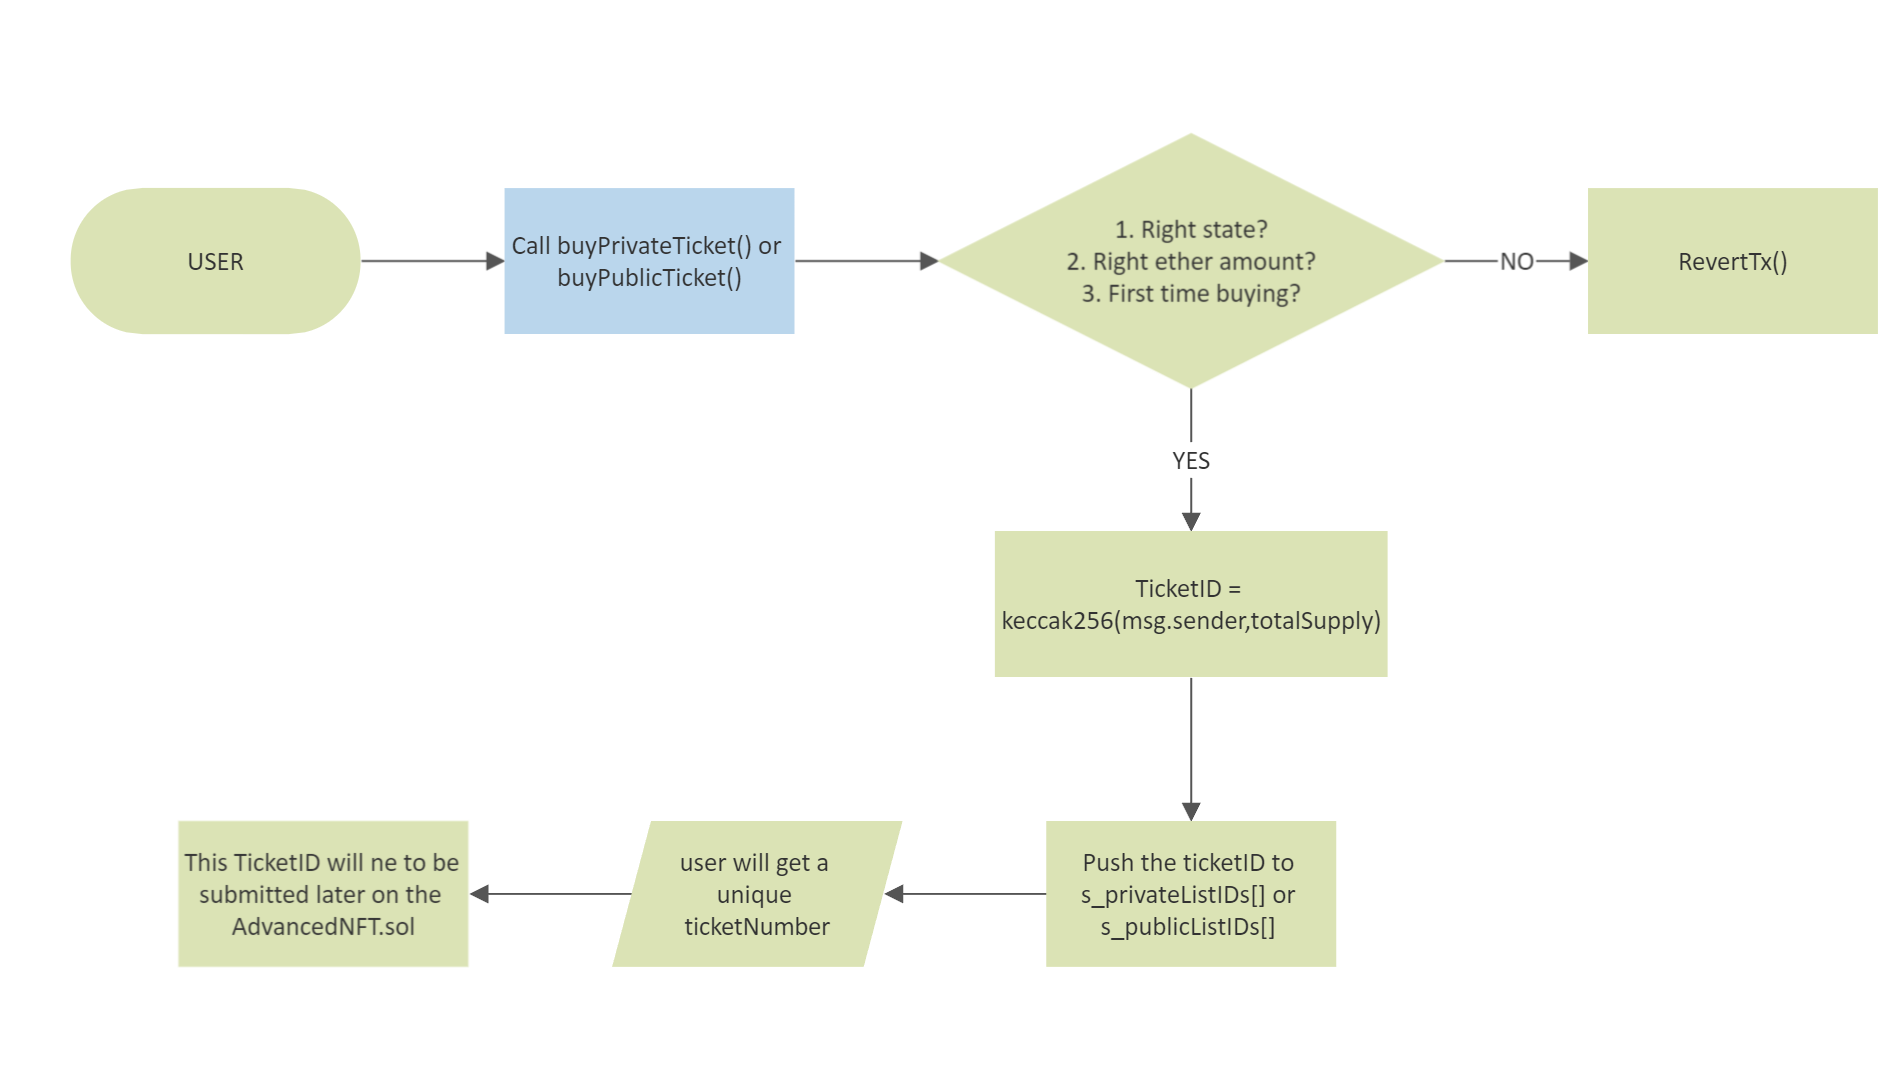 USER
Call buyPrivateTicket() or
buyPublicTicket()
1. Right state?
2. Right ether amount?
3. First time buying?
NO
RevertTx()
YES
TicketID =
keccak256(msg.sender,totalSupply)
Push the ticketID to
s_privateListIDs[] or
s_publicListIDs[]
user will get a
unique
ticketNumber
This TicketID will ne to be
submitted later on the
AdvancedNFT.sol